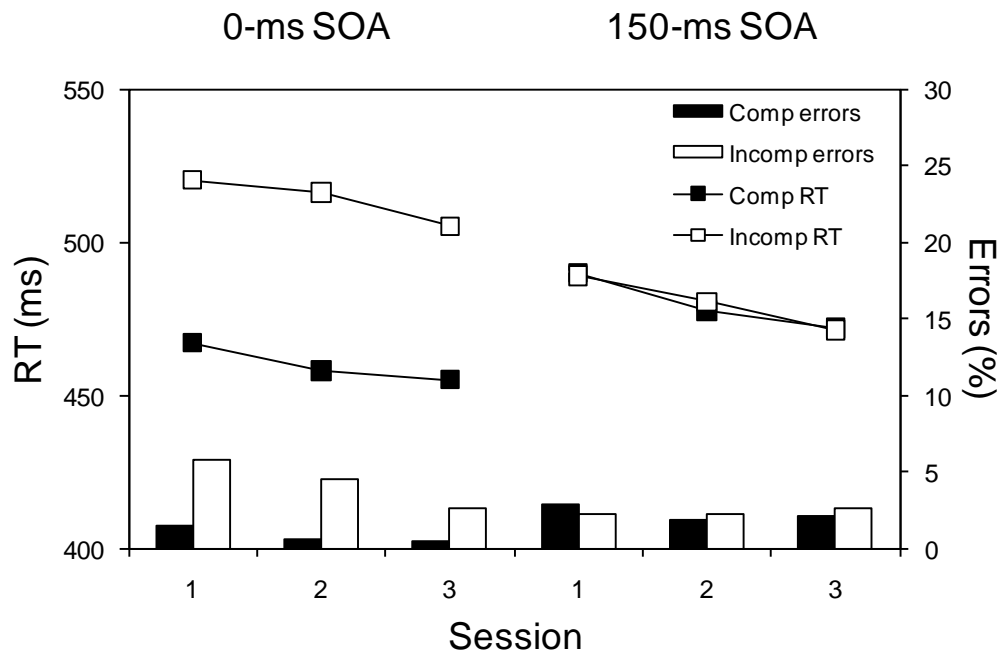 0-ms SOA 150-ms SOA
550 30
Comp errors
Incomp errors
Comp RT
Incomp RT
25
500 20
15
450 10
5
400 0
RT (ms)
Errors (%)
1 2 3 1 2 3
Session